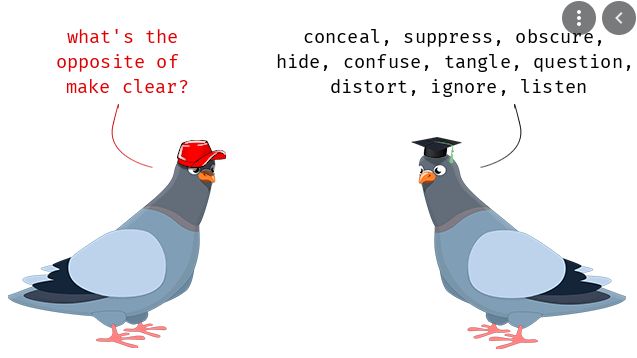 what's the
opposite of
make clear?
conceal, suppress, obscure,
hide, confuse, tangle, question,
distort, ignore, listen